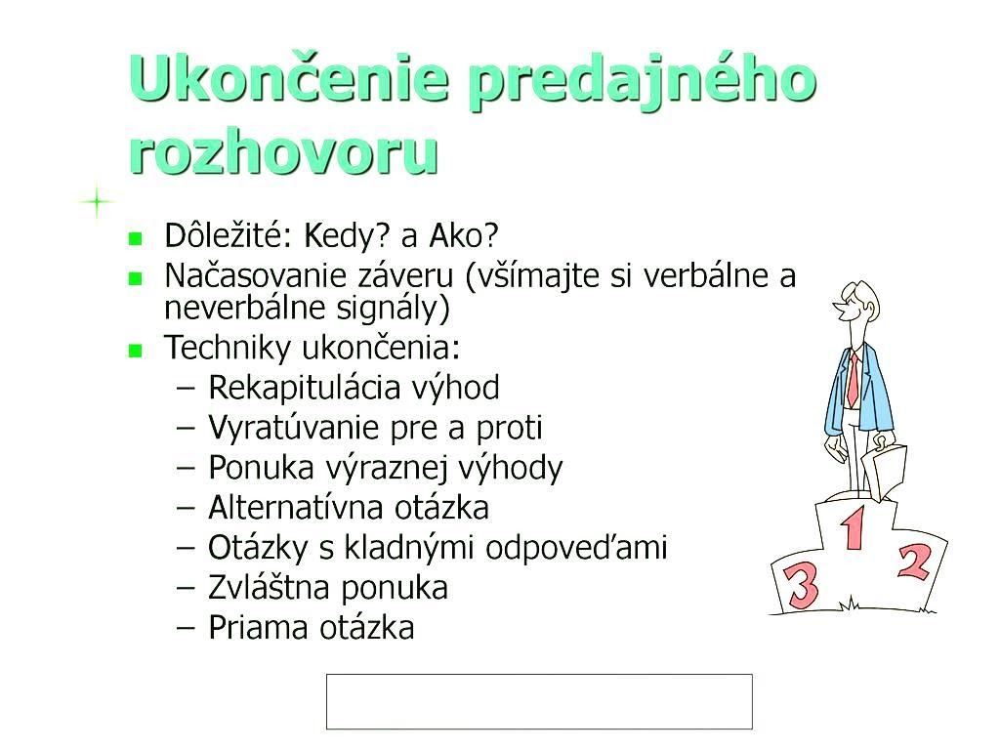 Ukončenie predajného
rozhovoru
Dôležité: Kedy? a Ako?
Načasovanie záveru (všímajte si verbálne a
neverbálne signály)
Techniky ukončenia:
– Rekapitulácia výhod
– Vyratúvanie pre a proti
– Ponuka výraznej výhody
– Alternatívna otázka
– Otázky s kladnými odpoveďami
– Zvláštna ponuka
– Priama otázka
1
2
3